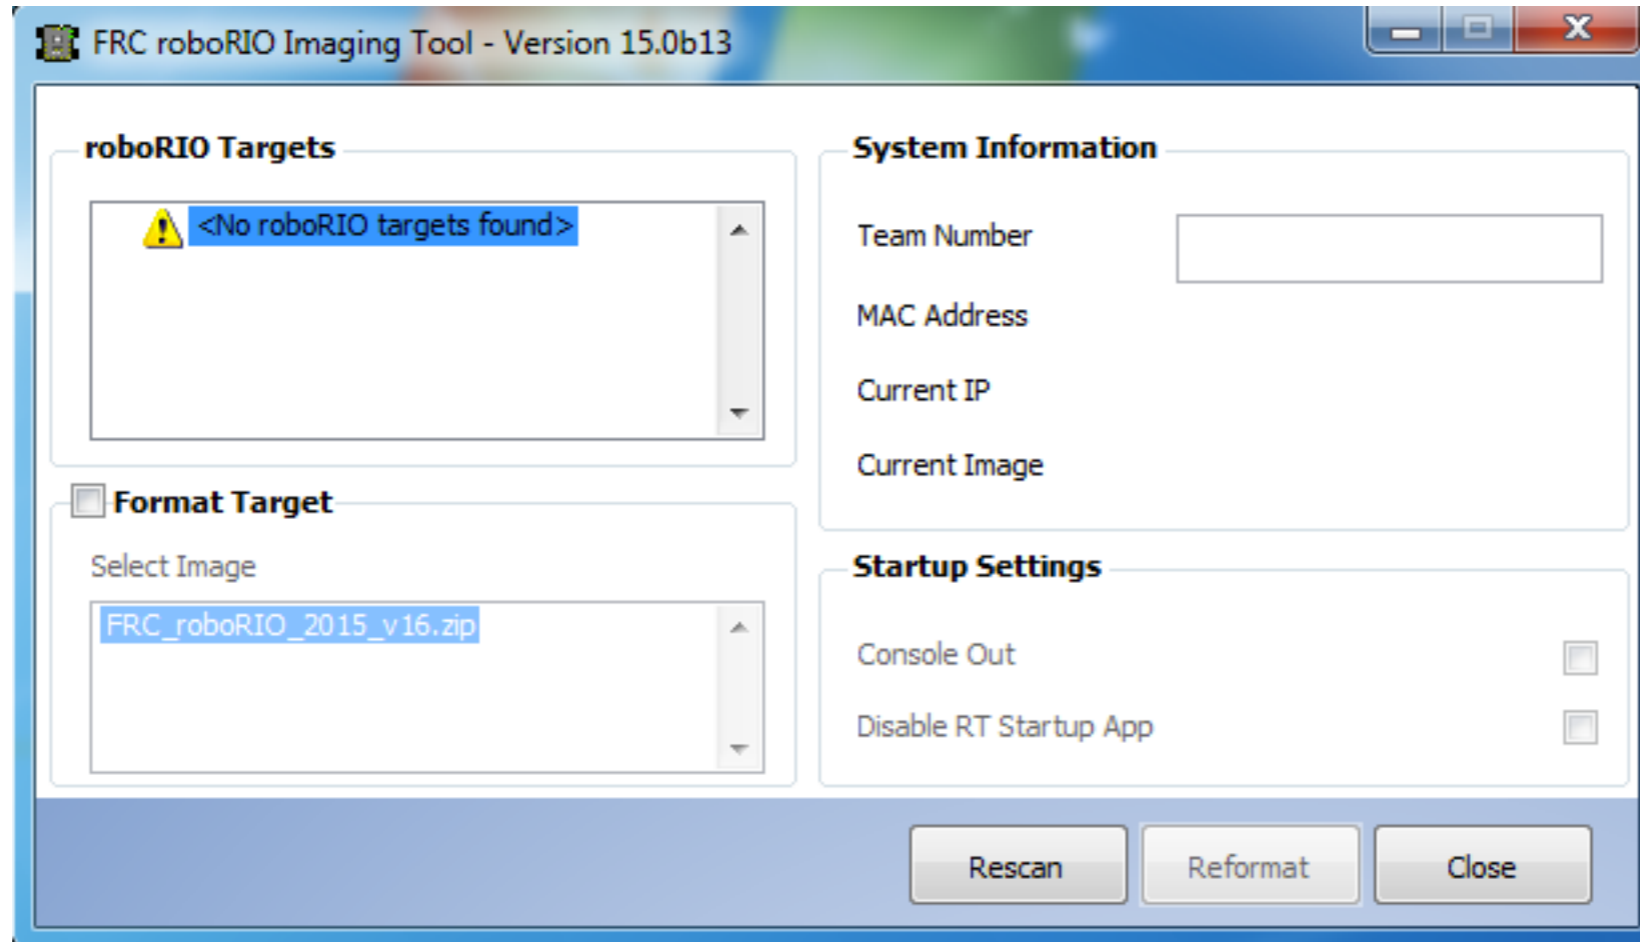 FRC roboRIO Imaging Tool - Version 15.0b13
roboRIO Targets
<No roboRIO targets found>
Format Target
Select Image
FRC_roboRIO_2015_v16.zip
System Information
Team Number
MAC Address
Current IP
Current Image
Startup Settings
Console Out
Disable RT Startup App
Rescan
Reformat
Close